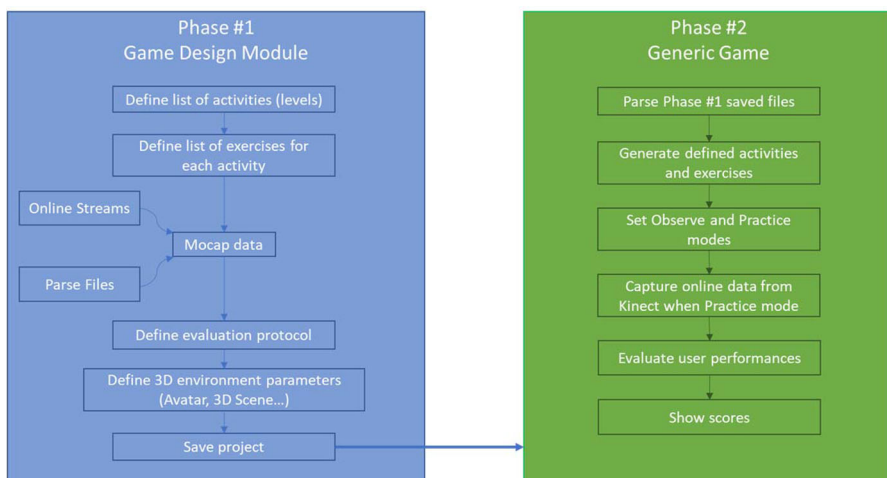 Phase #1
Game Design Module
Define list of activities (levels)
Define list of exercises for
each activity
Online Streams
Mocap data
Parse Files
Define evaluation protocol
Define 3D environment parameters
(Avatar, 3D Scene...)
Save project
Phase #2
Generic Game
Parse Phase #1 saved files
Generate defined activities
and exercises
Set Observe and Practice
modes
Capture online data from
Kinect when Practice mode
Evaluate user performances
Show scores